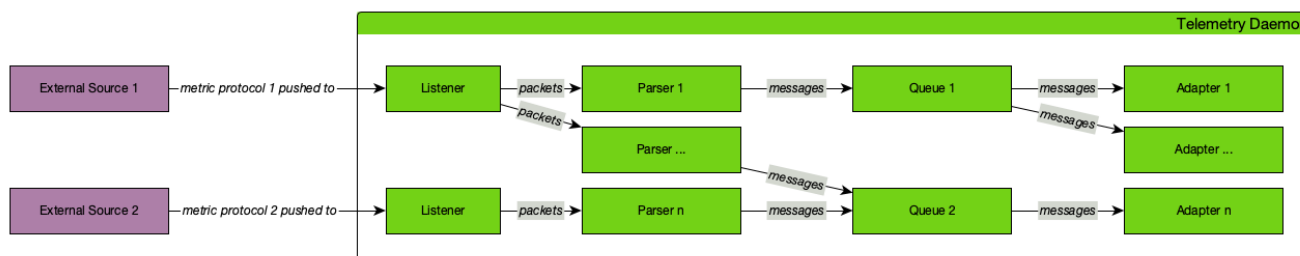 Telemetry Daemo
External Source 1
metric protocol 1 pushed to
Listener
packets
Parser 1
messages
Queue 1
messages
Adapter 1
packets
messages
Parser ...
Adapter ...
messages
External Source 2
metric protocol 2 pushed to
Listener
packets
Parser n
messages
Queue 2
messages
Adapter n